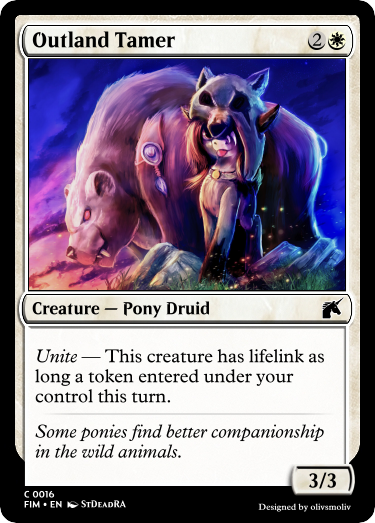 Outland Tamer 2
Creature — Pony Druid
Unite — This creature has lifelink as
long a token entered under your
control this turn.
Some ponies find better companionship
in the wild animals.
3/3
C 0016
FIM • EN StDeadRA
Designed by olivsmoliv